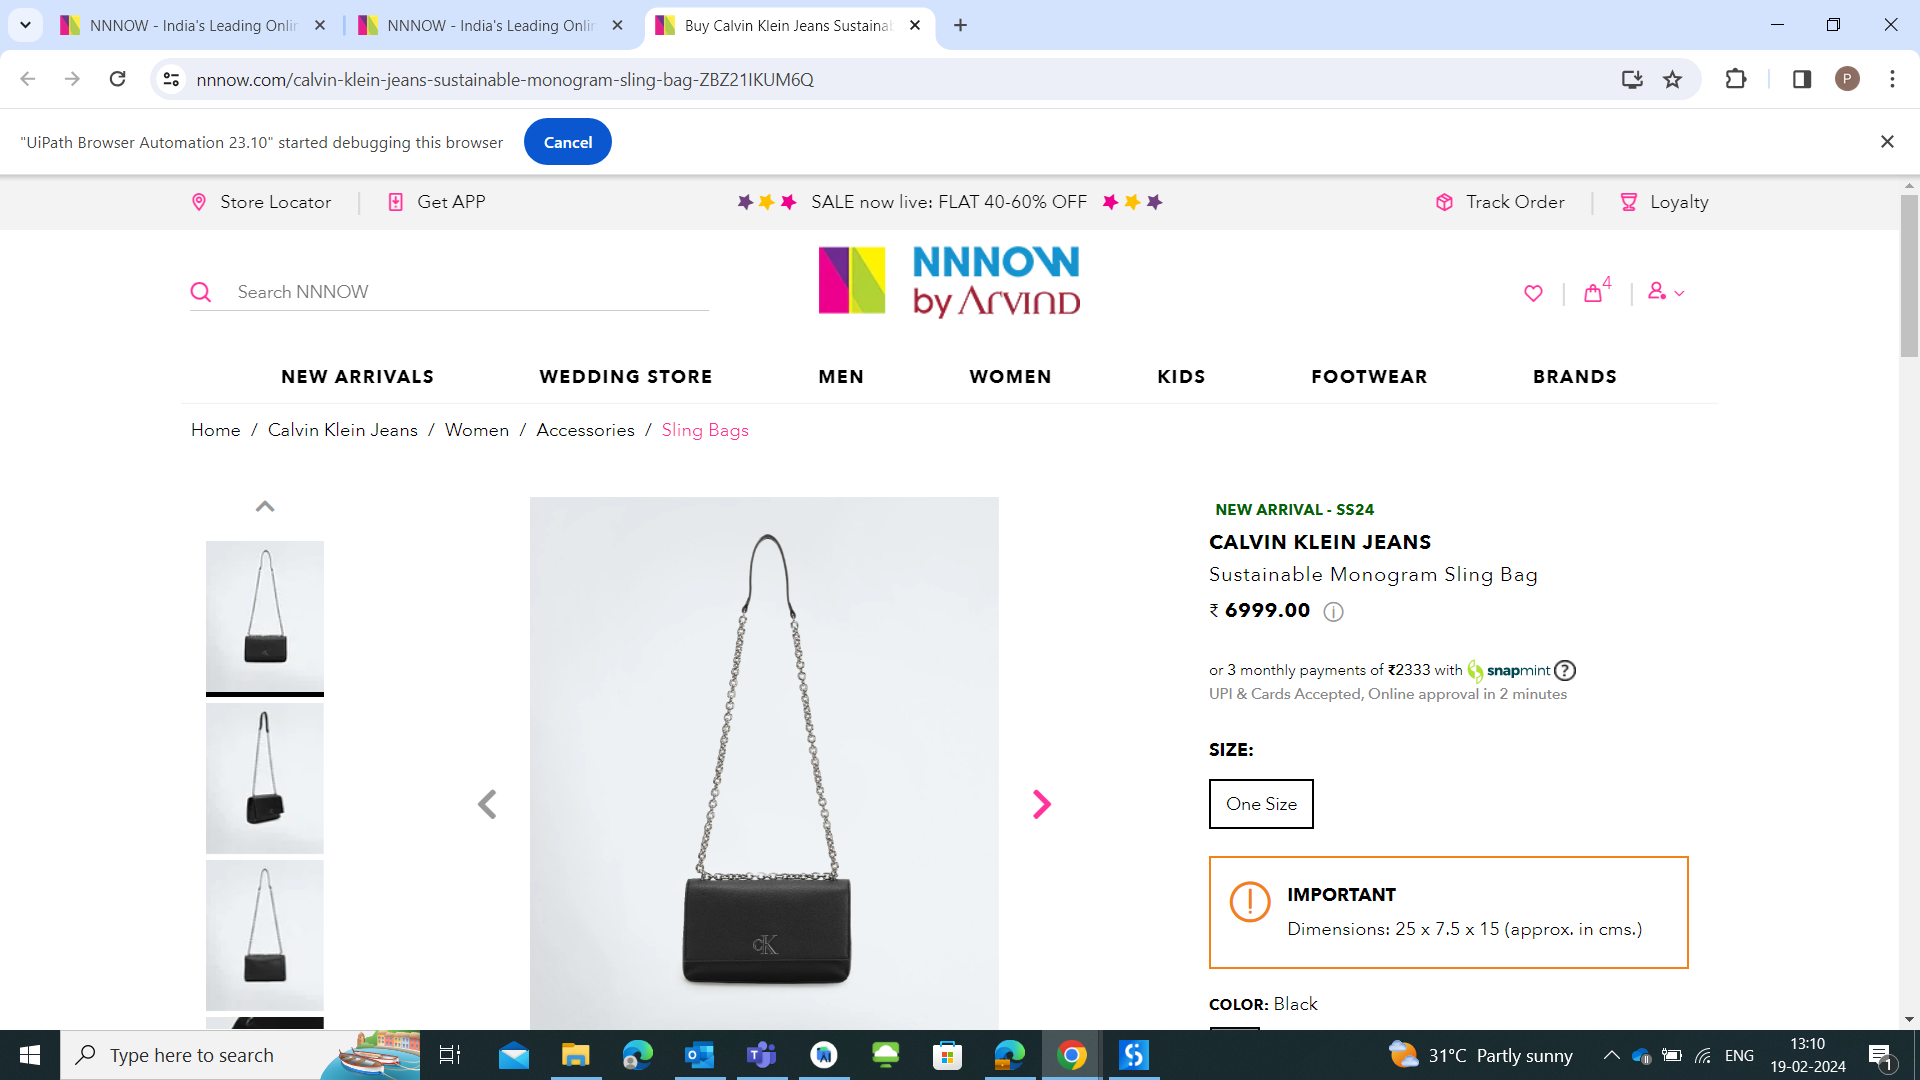 NNNOW - India's Leading Onlin
NNNOW - India's Leading Onlin
Buy Calvin Klein Jeans Sustainab
nnnow.com/calvin-klein-jeans-sustainable-monogram-sling-bag-ZBZ21IKUM6Q
P
"UiPath Browser Automation 23.10" started debugging this browser
Cancel
Store Locator
Get APP
SALE now live: FLAT 40-60% OFF
Track Order
Loyalty
Search NNNOW
NNNOW
by Arvind
4
NEW ARRIVALS
WEDDING STORE
MEN
WOMEN
KIDS
FOOTWEAR
BRANDS
Home / Calvin Klein Jeans / Women / Accessories / Sling Bags
NEW ARRIVAL - SS24
CALVIN KLEIN JEANS
Sustainable Monogram Sling Bag
₹ 6999.00
or 3 monthly payments of ₹2333 with snapmint
UPI & Cards Accepted, Online approval in 2 minutes
SIZE:
One Size
IMPORTANT
Dimensions: 25 x 7.5 x 15 (approx. in cms.)
COLOR: Black
cK
Type here to search
31°C Partly sunny
ENG
13:10
19-02-2024
1